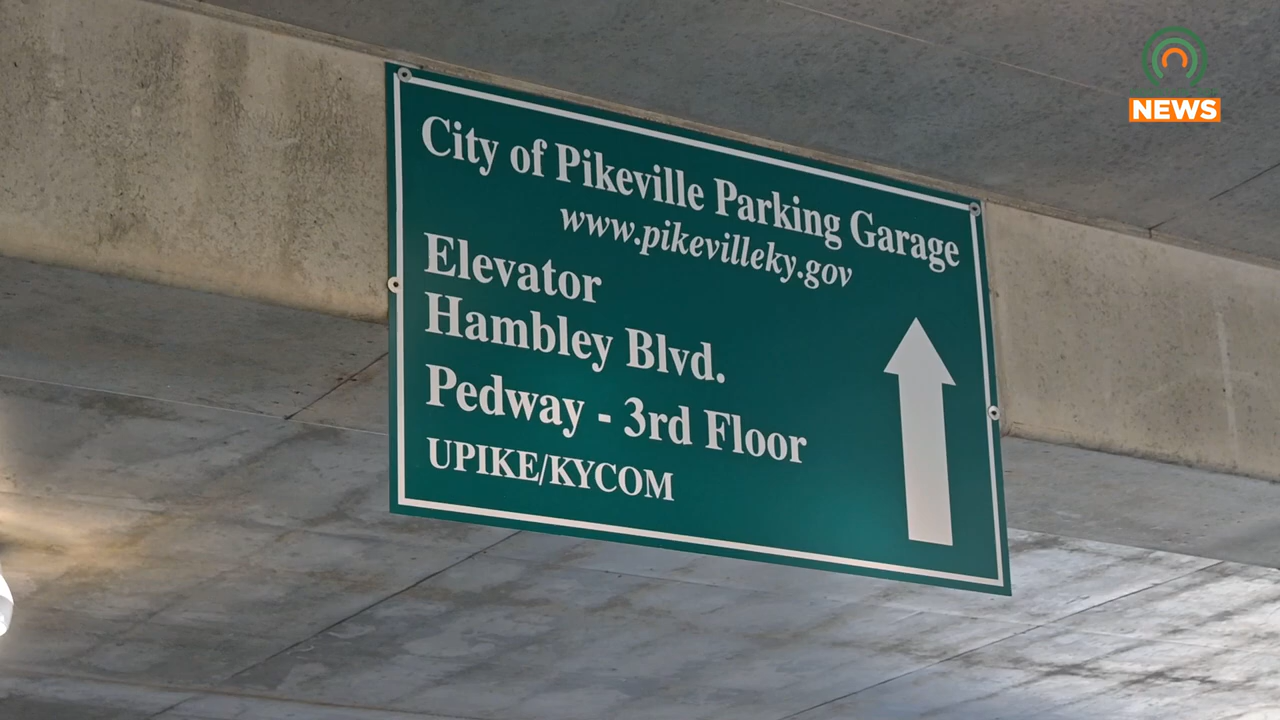 NEWS
City of Pikeville Parking Garage
www.pikevilleky.gov
Elevator
Hambley Blvd.
Pedway - 3rd Floor
UPIKE/KYCOM